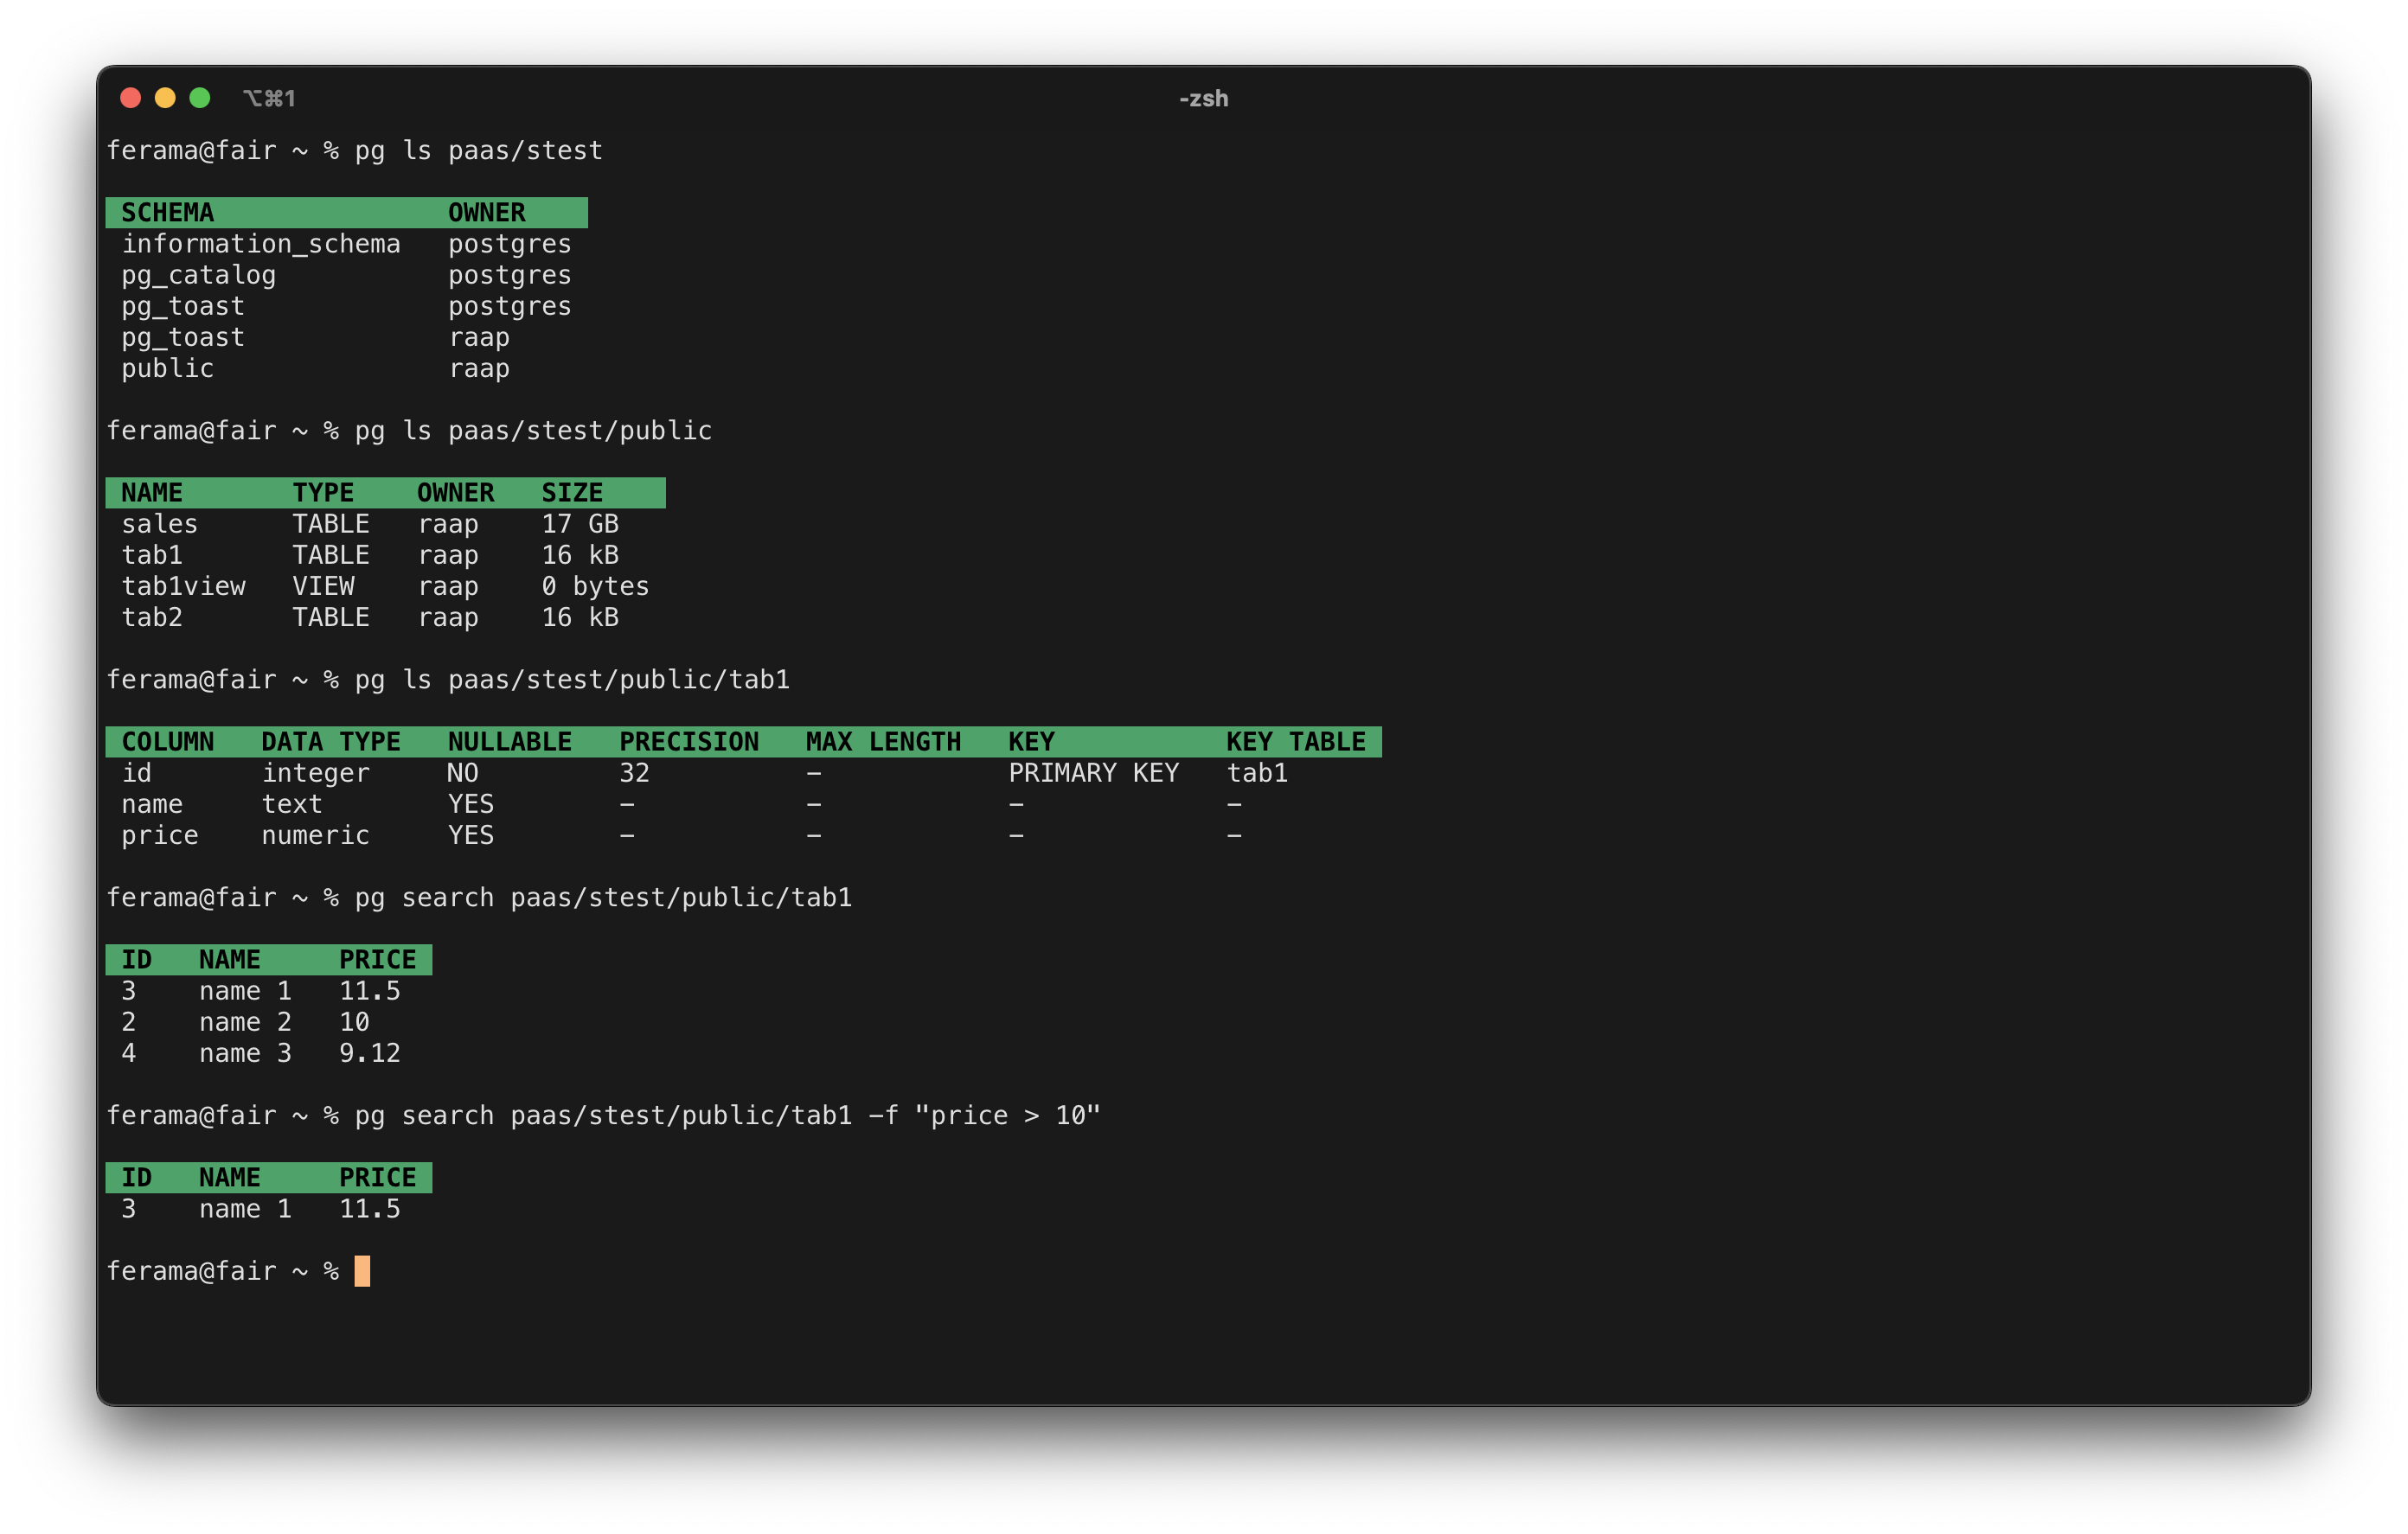 ⌥⌘1 -zsh
ferama@fair ~ % pg ls paas/stest
SCHEMA OWNER
information_schema postgres
pg_catalog postgres
pg_toast postgres
pg_toast raap
public raap
ferama@fair ~ % pg ls paas/stest/public
NAME TYPE OWNER SIZE
sales TABLE raap 17 GB
tab1 TABLE raap 16 kB
tab1view VIEW raap 0 bytes
tab2 TABLE raap 16 kB
ferama@fair ~ % pg ls paas/stest/public/tab1
COLUMN DATA TYPE NULLABLE PRECISION MAX LENGTH KEY KEY TABLE
id integer NO 32 - PRIMARY KEY tab1
name text YES - - - -
price numeric YES - - - -
ferama@fair ~ % pg search paas/stest/public/tab1
ID NAME PRICE
3 name 1 11.5
2 name 2 10
4 name 3 9.12
ferama@fair ~ % pg search paas/stest/public/tab1 -f "price > 10"
ID NAME PRICE
3 name 1 11.5
ferama@fair ~ %